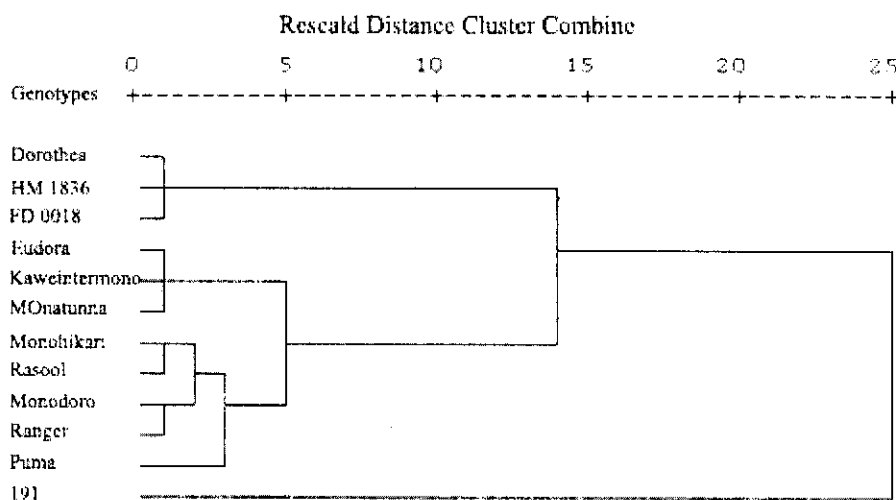 Rescald Distance Cluster Combine
0 5 10 15 20 25
Genotypes
Dorothea
HM 1836
FD 0018
Eudora
Kaweintermono
MOnatunna
Monohikari
Rasool
Monodoro
Ranger
Puma
191